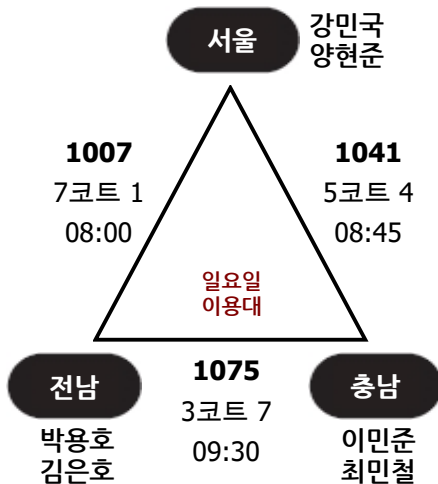 서울
강민국
양현준
1007
7코트 1
08:00
1041
5코트 4
08:45
일요일
이용대
전남
박용호
김은호
1075
3코트 7
09:30
충남
이민준
최민철